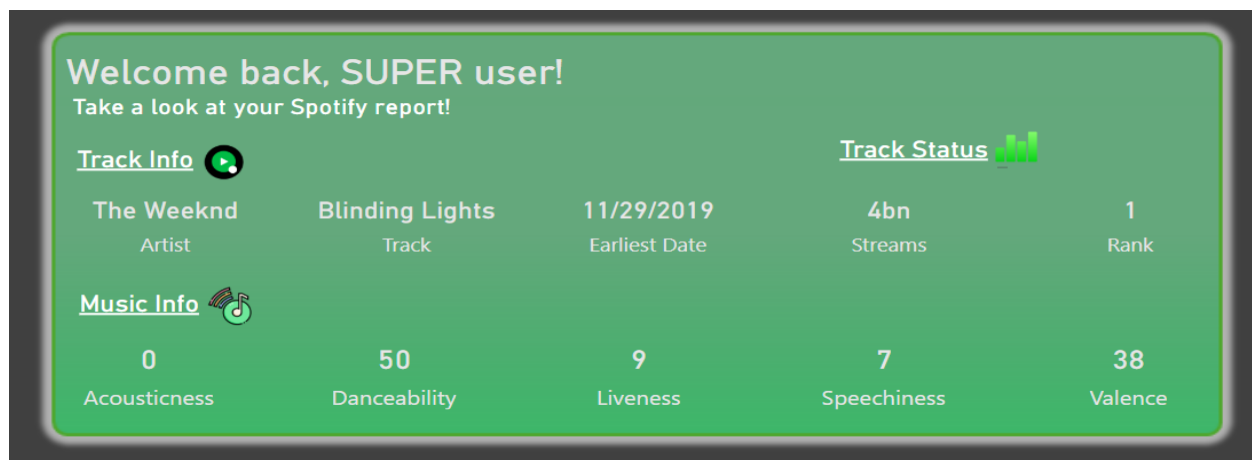 Welcome back, SUPER user!
Take a look at your Spotify report!
Track Info
Track Status
The Weeknd Blinding Lights 11/29/2019 4bn 1
Artist Track Earliest Date Streams Rank
Music Info
0 50 9 7 38
Acousticness Danceability Liveness Speechiness Valence